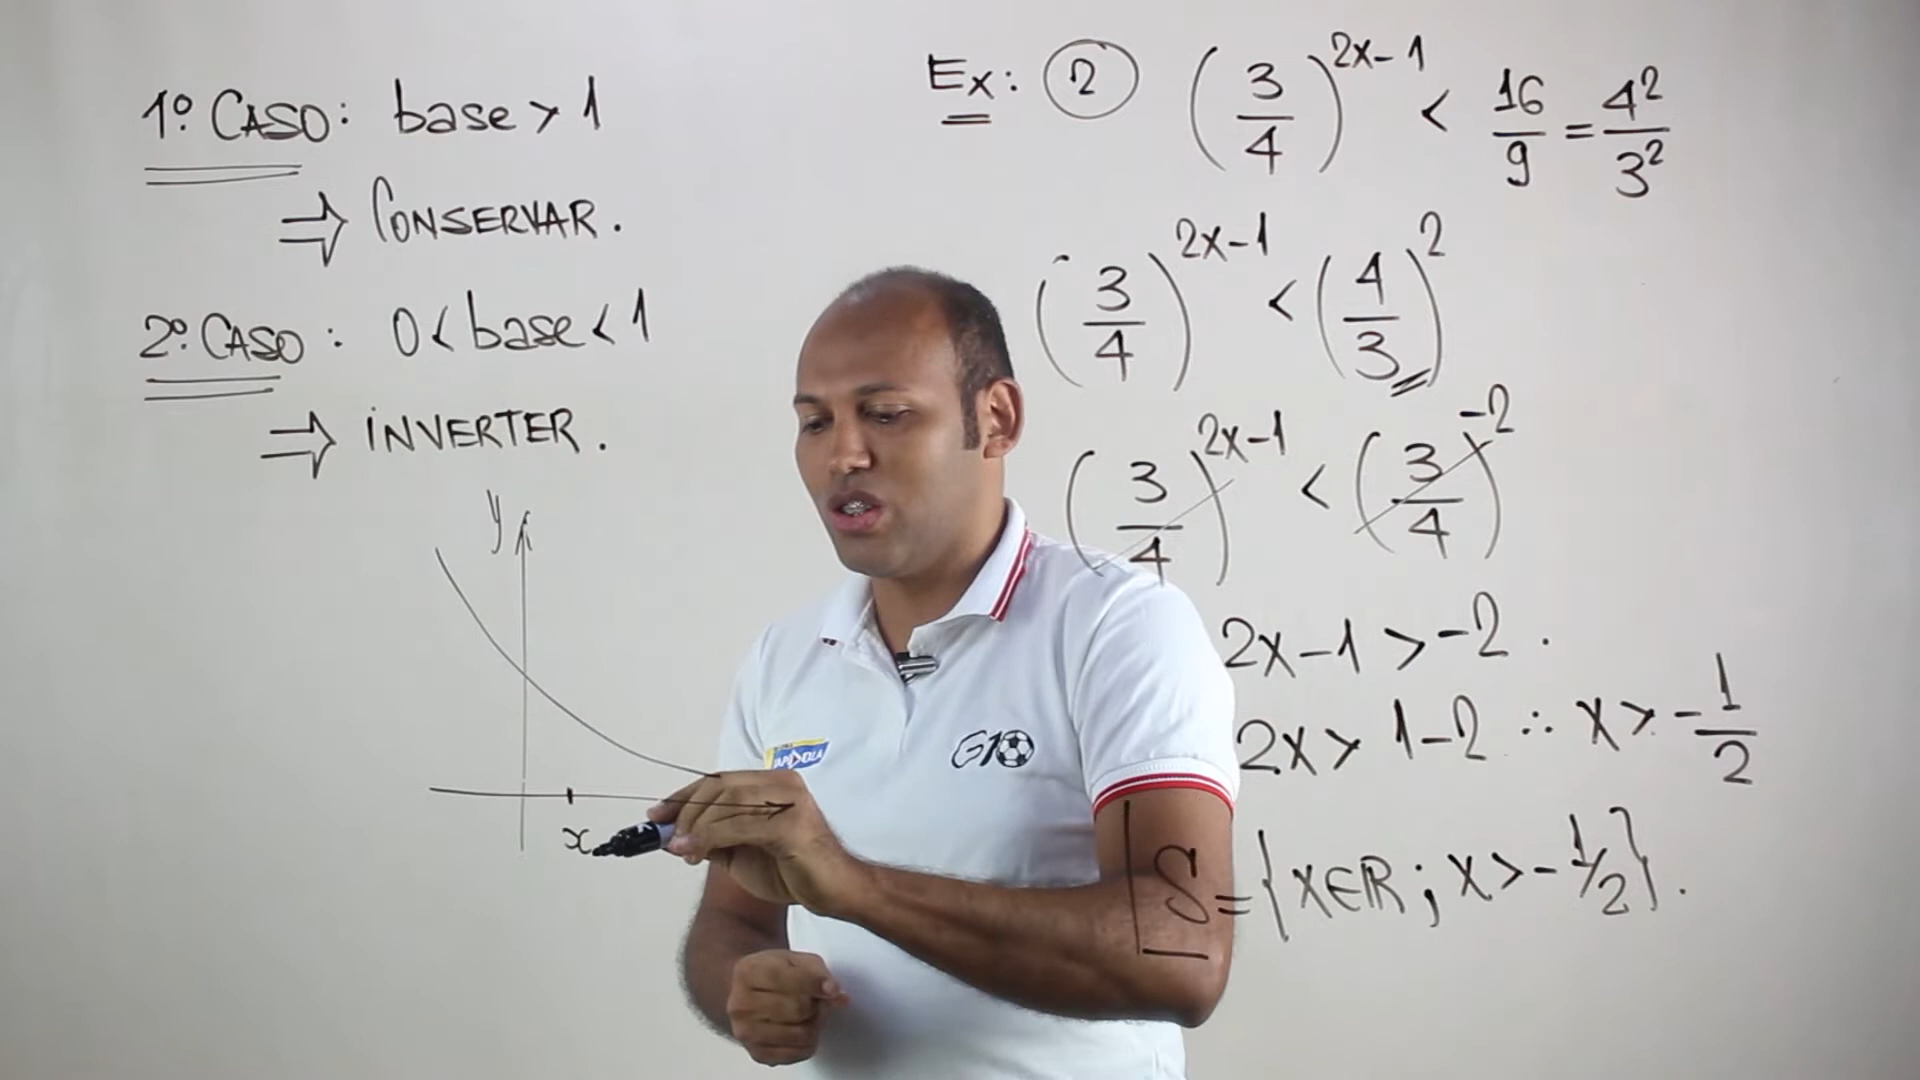 1º CASO: base > 1
⇒ CONSERVAR.
2º CASO: 0 < base < 1
⇒ INVERTER.
y
x
Ex: 2 (3/4)^(2x-1) < 16/9 = 4²/3²
(3/4)^(2x-1) < (4/3)²
(3/4)^(2x-1) < (3/4)^(-2)
2x-1 > -2.
2x > 1-2 ∴ x > -1/2
S = {x∈R; x > -1/2}.
G10